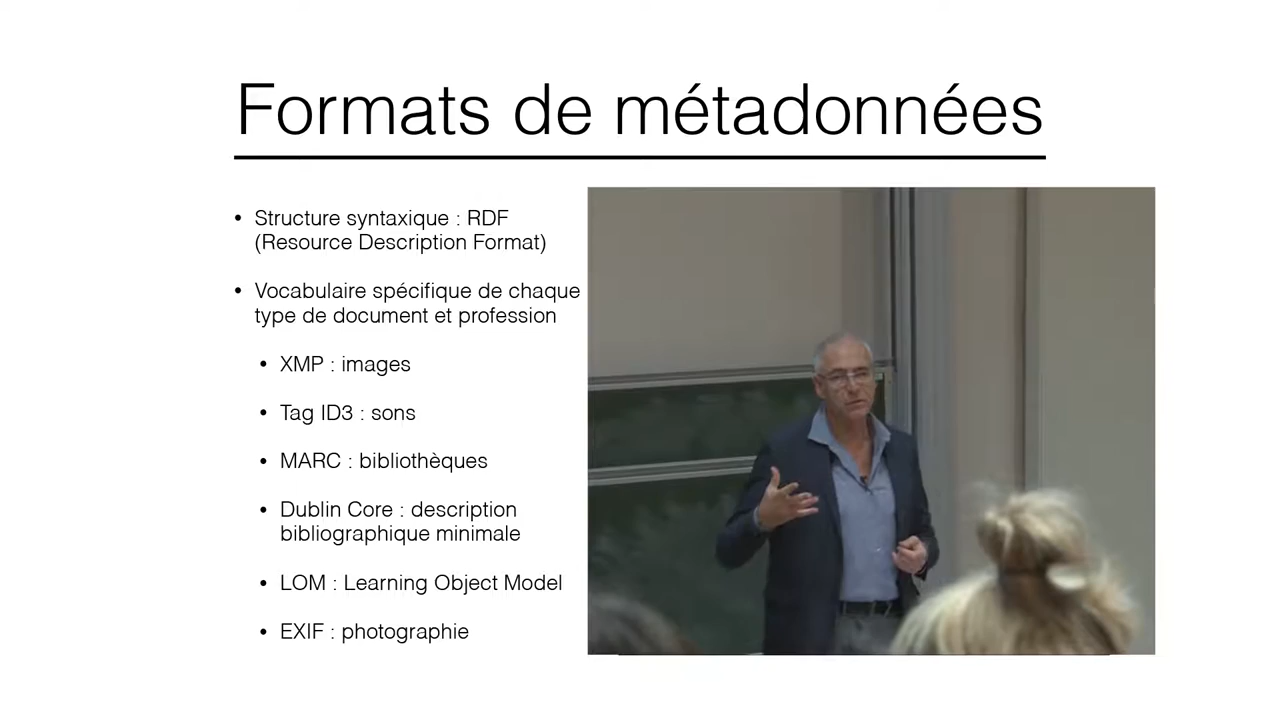 Formats de métadonnées
• Structure syntaxique : RDF
(Resource Description Format)
• Vocabulaire spécifique de chaque
type de document et profession
• XMP : images
• Tag ID3 : sons
• MARC : bibliothèques
• Dublin Core : description
bibliographique minimale
• LOM : Learning Object Model
• EXIF : photographie